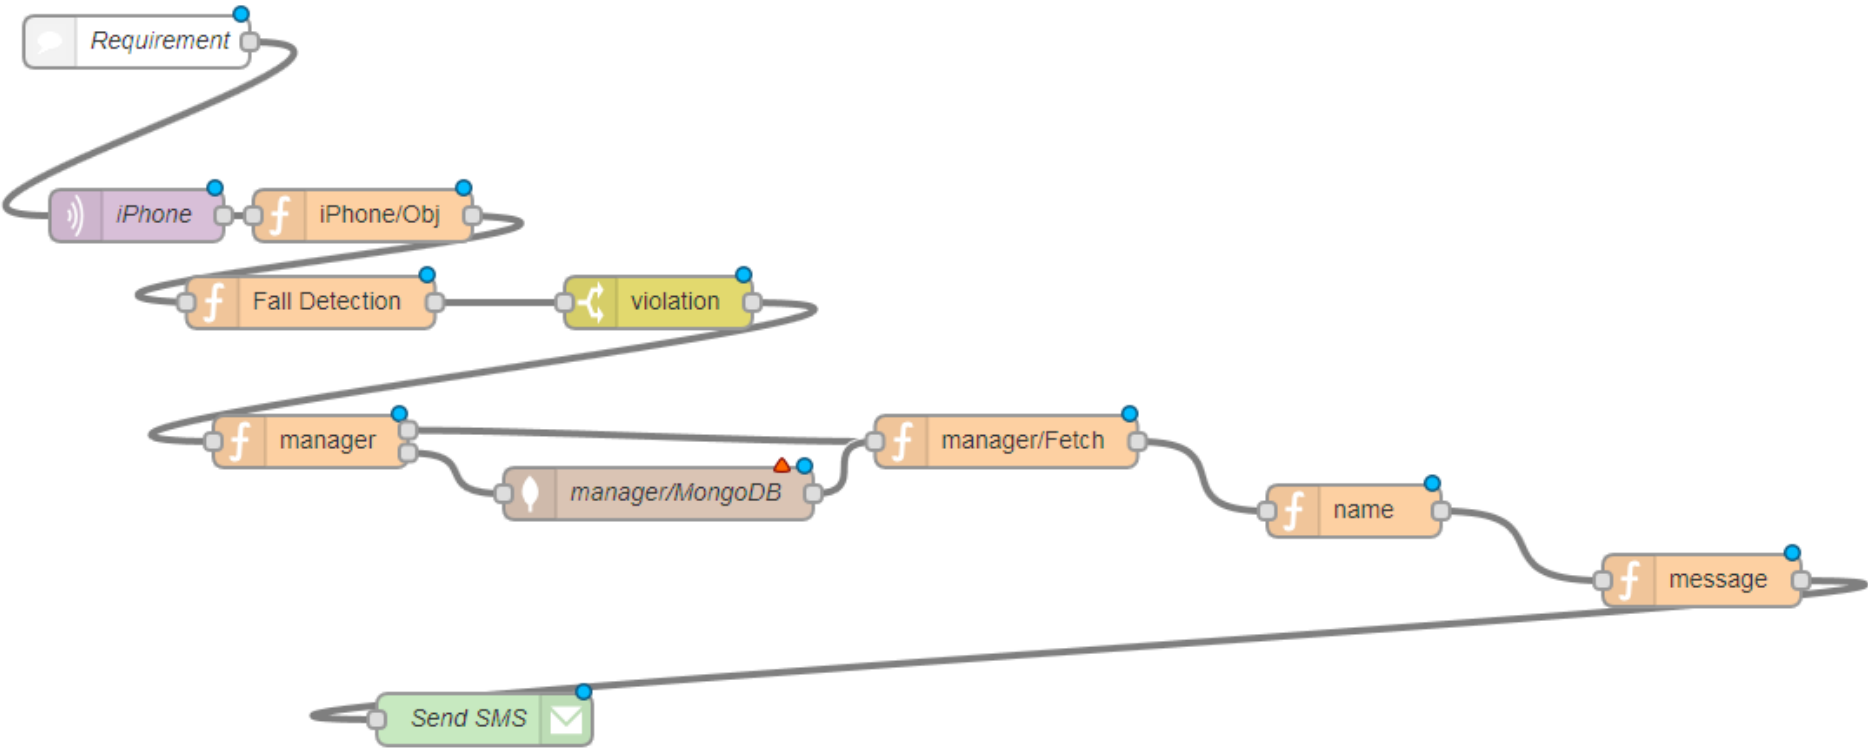 Requirement
iPhone
iPhone/Obj
Fall Detection
violation
manager
manager/Fetch
manager/MongoDB
name
message
Send SMS